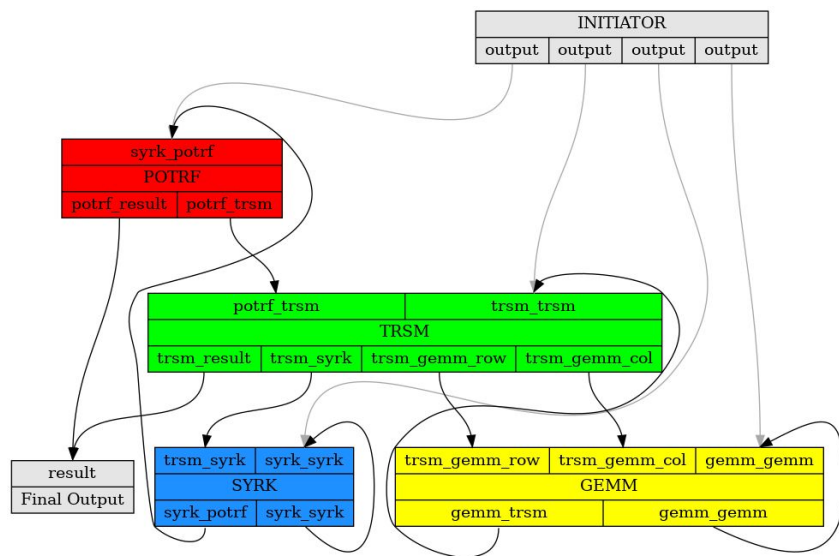 INITIATOR
output output output output
syrk_potrf
POTRF
potrf_result potrf_trsm
potrf_trsm trsm_trsm
TRSM
trsm_result trsm_syrk trsm_gemm_row trsm_gemm_col
result
Final Output
trsm_syrk syrk_syrk
SYRK
syrk_potrf syrk_syrk
trsm_gemm_row trsm_gemm_col gemm_gemm
GEMM
gemm_trsm gemm_gemm